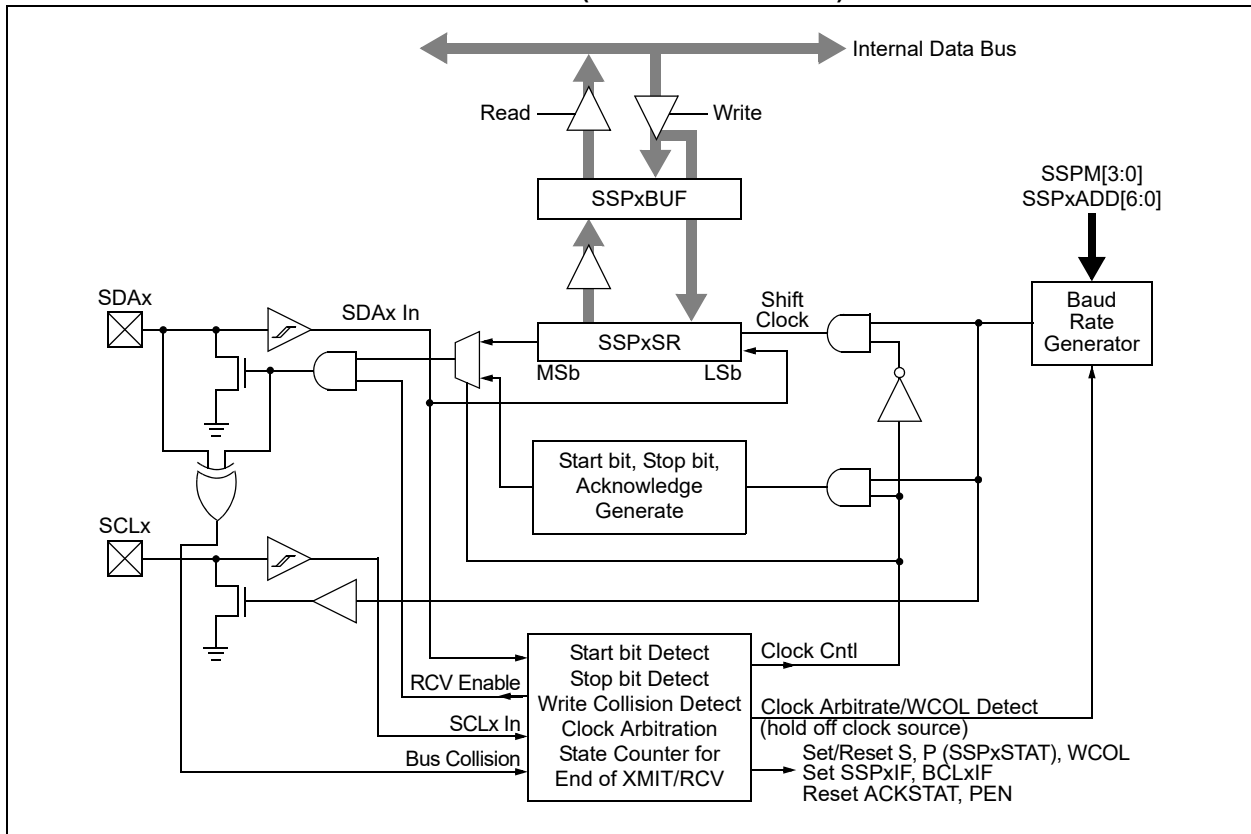 Internal Data Bus
Read
Write
SSPxBUF
SSPM[3:0]
SSPxADD[6:0]
SDAx
SDAx In
Shift
Clock
Baud
Rate
Generator
SSPxSR
MSb
LSb
Start bit, Stop bit,
Acknowledge
Generate
SCLx
Start bit Detect
Stop bit Detect
Write Collision Detect
Clock Arbitration
State Counter for
End of XMIT/RCV
RCV Enable
SCLx In
Bus Collision
Clock Cntl
Clock Arbitrate/WCOL Detect
(hold off clock source)
Set/Reset S, P (SSPxSTAT), WCOL
Set SSPxIF, BCLxIF
Reset ACKSTAT, PEN